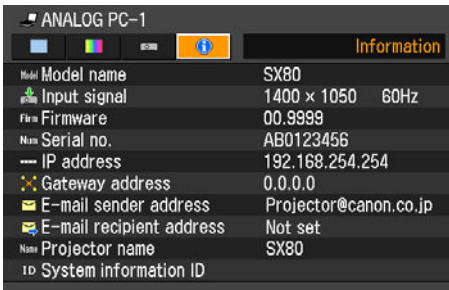 ANALOG PC-1
Information
Model Model name SX80
Input signal 1400 × 1050 60Hz
Firm Firmware 00.9999
Num Serial no. AB0123456
IP address 192.168.254.254
Gateway address 0.0.0.0
E-mail sender address Projector@canon.co.jp
E-mail recipient address Not set
Name Projector name SX80
ID System information ID